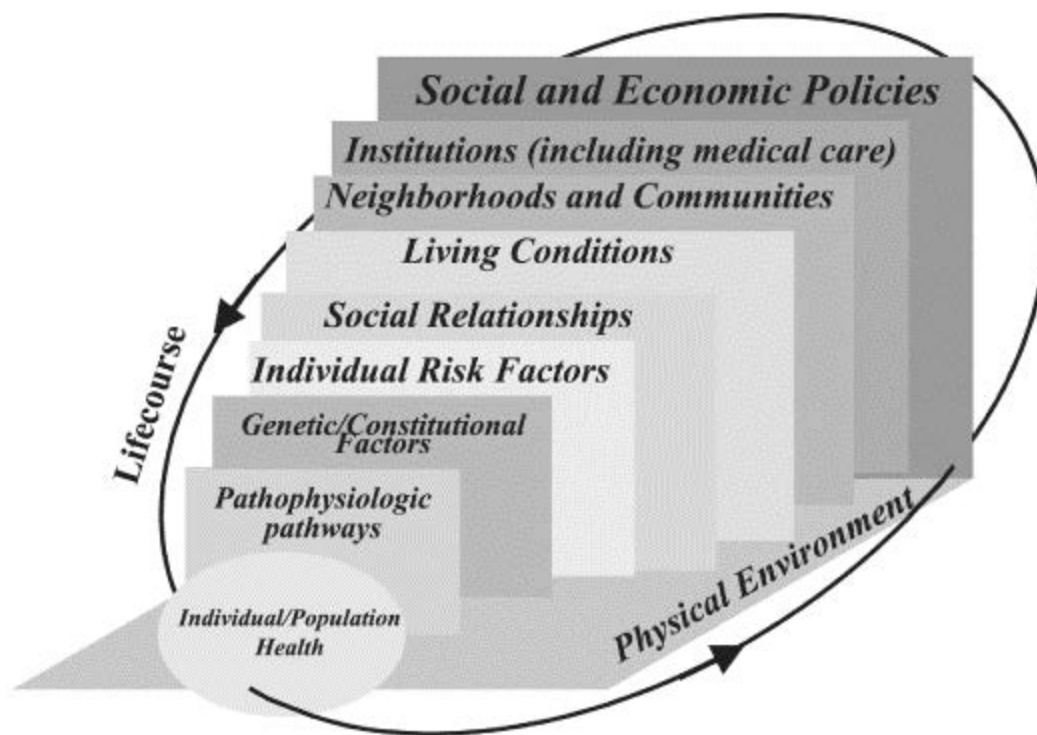 Social and Economic Policies
Institutions (including medical care)
Neighborhoods and Communities
Living Conditions
Social Relationships
Individual Risk Factors
Genetic/Constitutional
Factors
Pathophysiologic
pathways
Individual/Population
Health
Lifecourse
Physical Environment